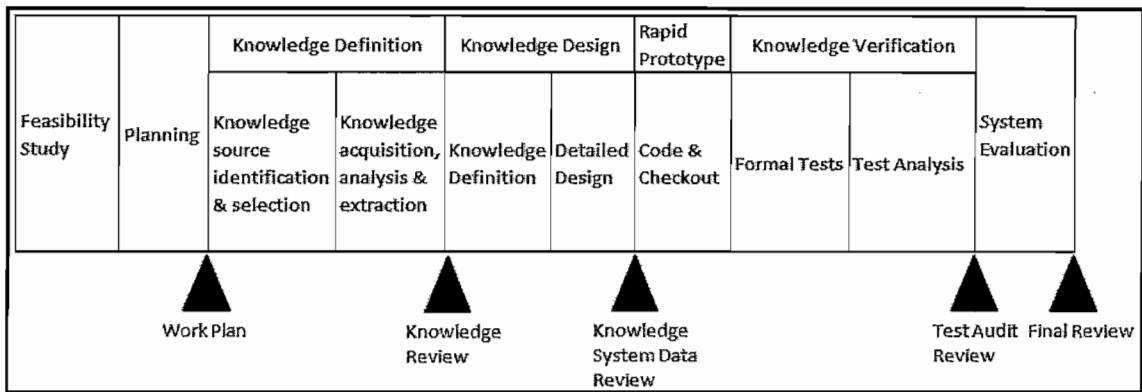 Feasibility
Study
Planning
Knowledge Definition
Knowledge
source
identification
& selection
Knowledge
acquisition,
analysis &
extraction
Knowledge Design
Knowledge
Definition
Detailed
Design
Rapid
Prototype
Code &
Checkout
Knowledge Verification
Formal Tests
Test Analysis
System
Evaluation
Work Plan
Knowledge
Review
Knowledge
System Data
Review
Test Audit
Review
Final Review